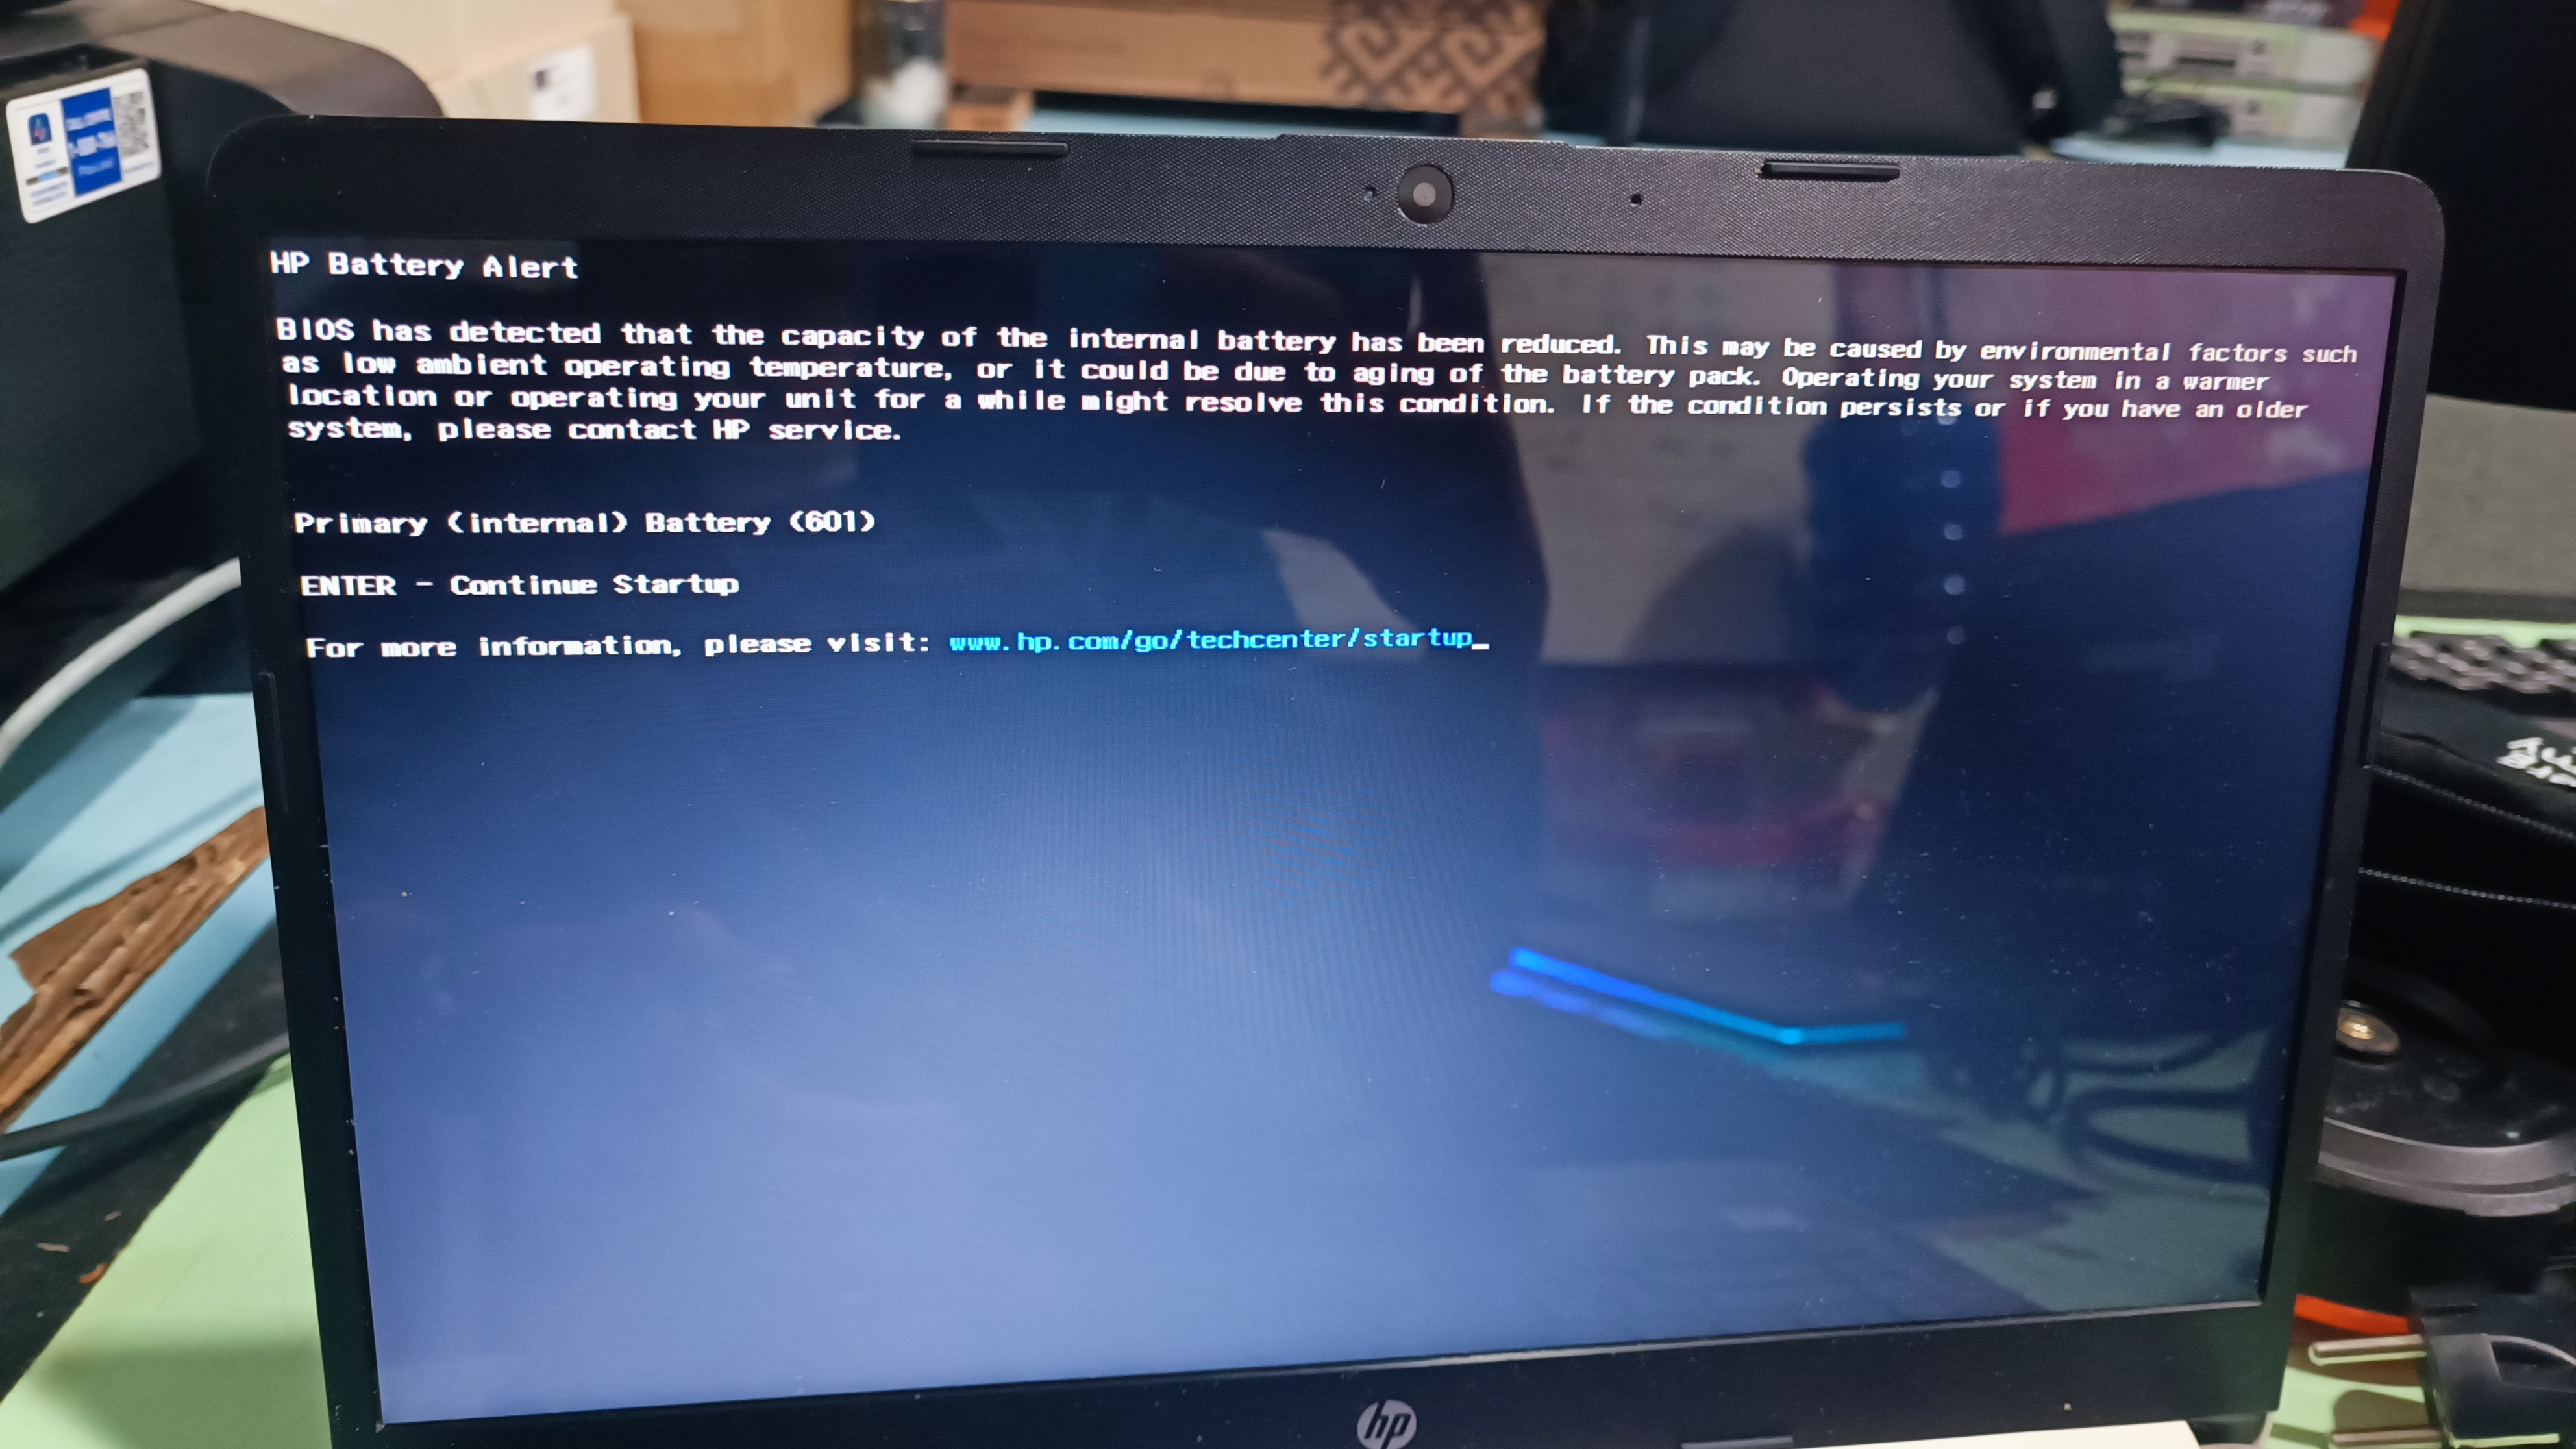 HP Battery Alert
BIOS has detected that the capacity of the internal battery has been reduced. This may be caused by environmental factors such
as low ambient operating temperature, or it could be due to aging of the battery pack. Operating your system in a warmer
location or operating your unit for a while might resolve this condition. If the condition persists or if you have an older
system, please contact HP service.
Primary (internal) Battery (601)
ENTER - Continue Startup
For more information, please visit: www.hp.com/go/techcenter/startup_
hp